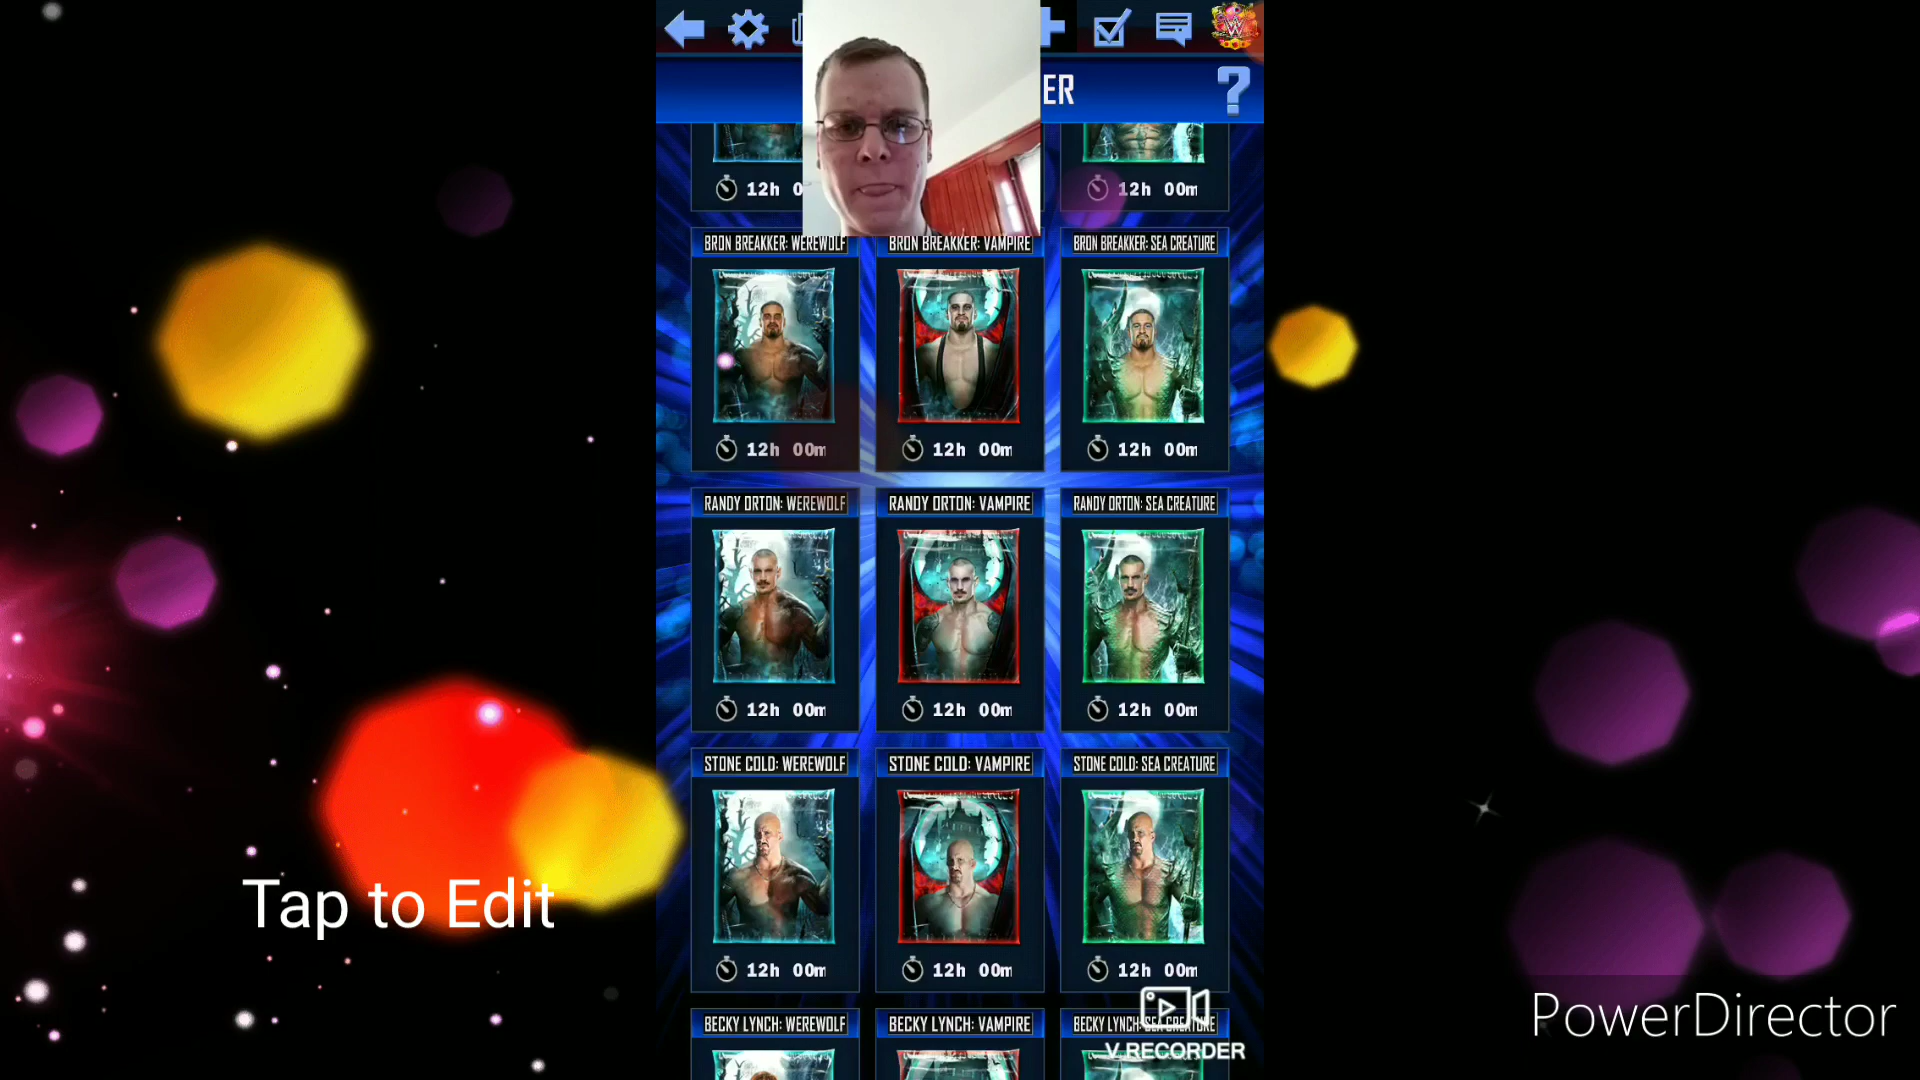 ER
?
12h 0
12h 00m
BRON BREAKKER: WEREWOLF
BRON BREAKKER: VAMPIRE
BRON BREAKKER: SEA CREATURE
12h 00m
12h 00m
12h 00m
RANDY ORTON: WEREWOLF
RANDY ORTON: VAMPIRE
RANDY ORTON: SEA CREATURE
12h 00m
12h 00m
12h 00m
STONE COLD: WEREWOLF
STONE COLD: VAMPIRE
STONE COLD: SEA CREATURE
12h 00m
12h 00m
12h 00m
BECKY LYNCH: WEREWOLF
BECKY LYNCH: VAMPIRE
BECKY LYNCH: SEA CREATURE
V.RECORDER
Tap to Edit
PowerDirector